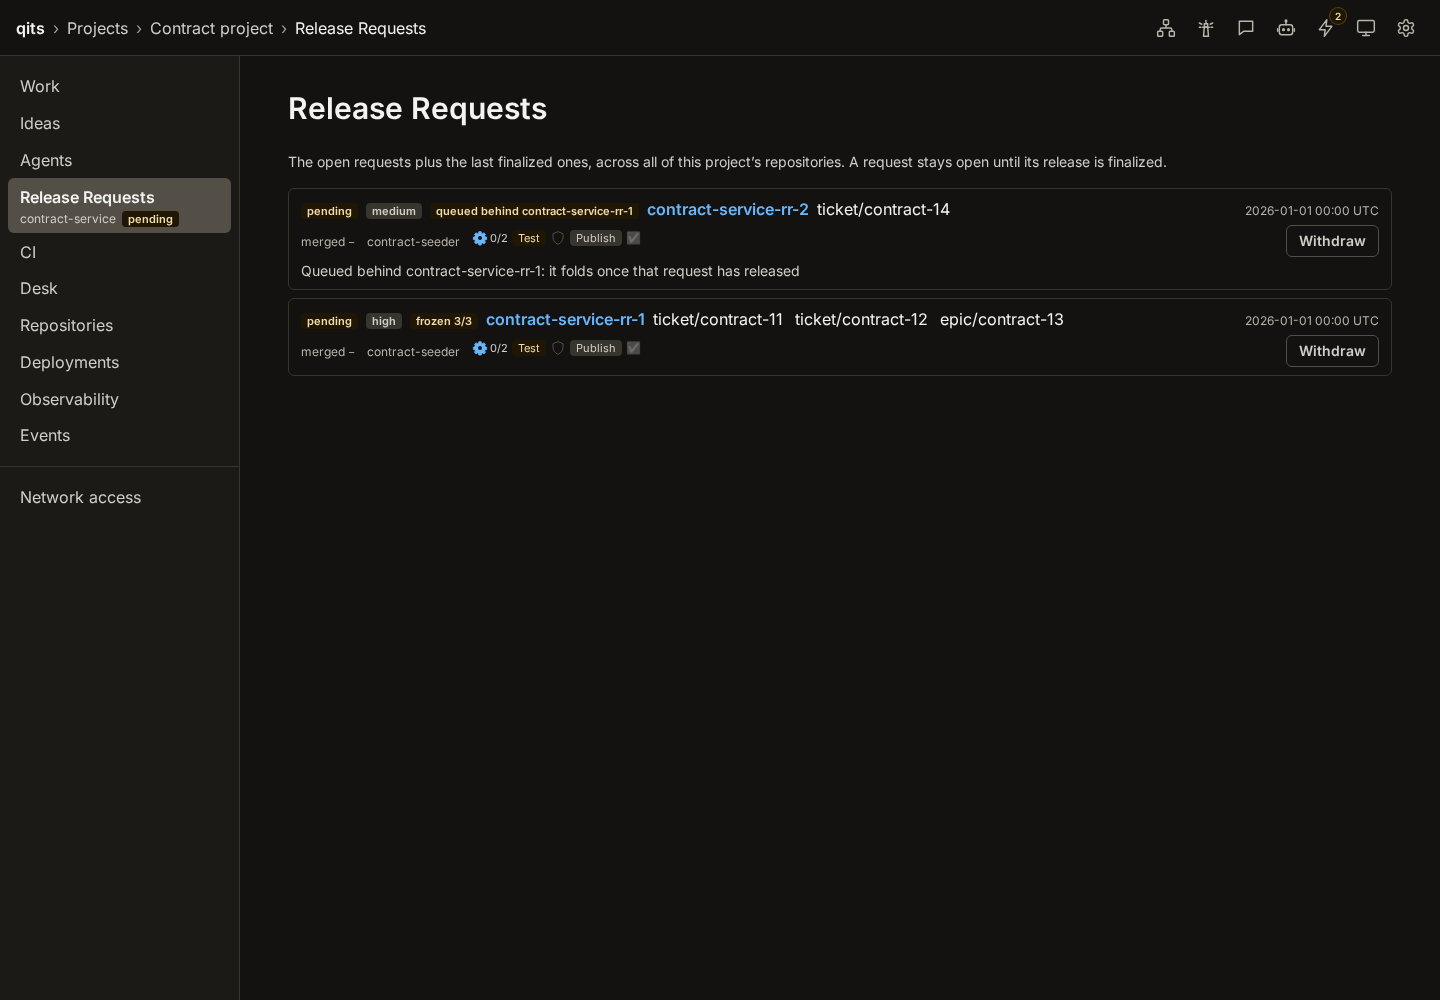 qits › Projects › Contract project › Release Requests
2
Work
Ideas
Agents
Release Requests
contract-service pending
CI
Desk
Repositories
Deployments
Observability
Events
Network access
Release Requests
The open requests plus the last finalized ones, across all of this project’s repositories. A request stays open until its release is finalized.
pending medium queued behind contract-service-rr-1 contract-service-rr-2 ticket/contract-14 2026-01-01 00:00 UTC
merged – contract-seeder 0/2 Test Publish Withdraw
Queued behind contract-service-rr-1: it folds once that request has released
pending high frozen 3/3 contract-service-rr-1 ticket/contract-11 ticket/contract-12 epic/contract-13 2026-01-01 00:00 UTC
merged – contract-seeder 0/2 Test Publish Withdraw